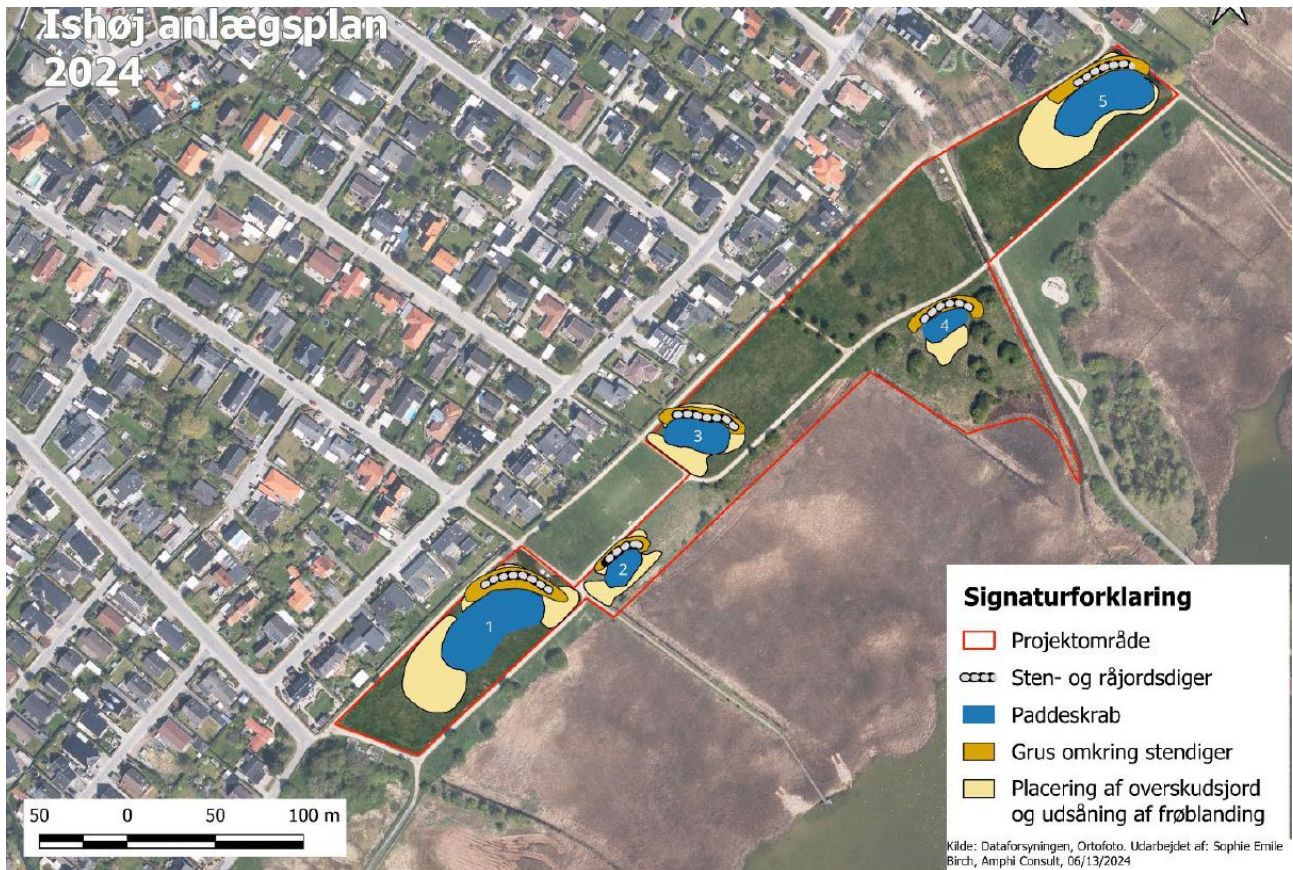 Ishøj anlægsplan
2024
5
4
3
2
1
Signaturforklaring
Projektområde
Sten- og råjordsdiger
Paddeskrab
Grus omkring stendiger
Placering af overskudsjord
og udsåning af frøblanding
50 0 50 100 m
Kilde: Dataforsyningen, Ortofoto. Udarbejdet af: Sophie Emile
Birch, Amphi Consult, 06/13/2024